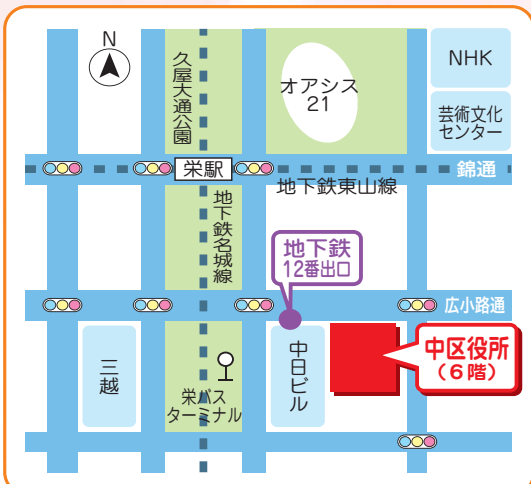 N
久屋大通公園
オアシス
21
NHK
芸術文化
センター
栄駅
錦通
地下鉄東山線
地下鉄名城線
地下鉄
12番出口
広小路通
三越
栄バス
ターミナル
中日ビル
中区役所
（6階）